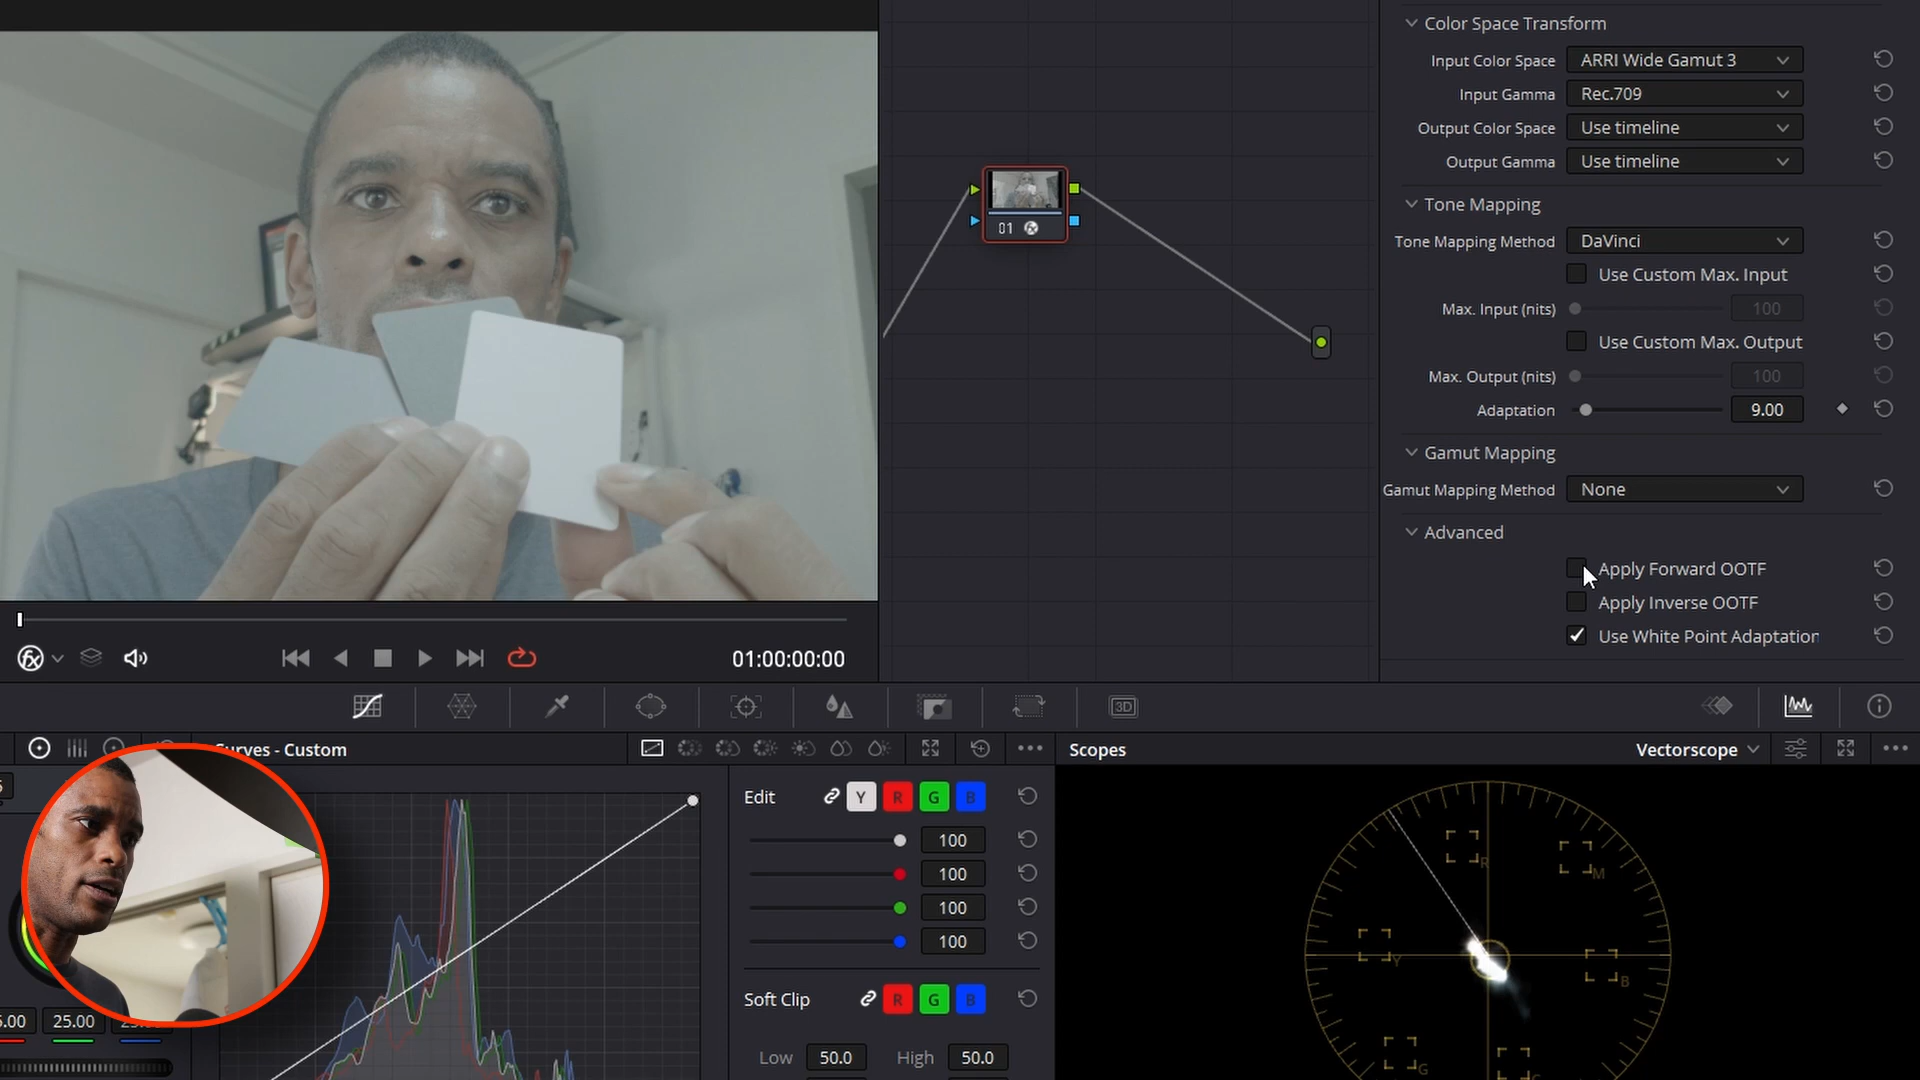 Color Space Transform
Input Color Space ARRI Wide Gamut 3
Input Gamma Rec.709
Output Color Space Use timeline
Output Gamma Use timeline
Tone Mapping
Tone Mapping Method DaVinci
Use Custom Max. Input
Max. Input (nits) 100
Use Custom Max. Output
Max. Output (nits) 100
Adaptation 9.00
Gamut Mapping
Gamut Mapping Method None
Advanced
Apply Forward OOTF
Apply Inverse OOTF
Use White Point Adaptation
01
01:00:00:00
3D
Curves - Custom
Scopes
Vectorscope
Edit Y R G B
100
100
100
100
Soft Clip R G B
Low 50.0 High 50.0
25.00
R
M
Y
B
G